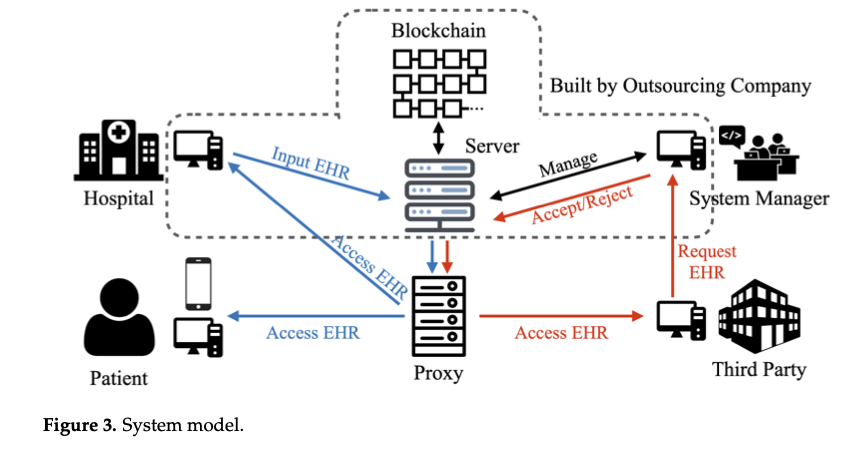 Blockchain
Built by Outsourcing Company
Server
</>
Input EHR
Manage
Hospital
Accept/Reject
System Manager
Access EHR
Request
EHR
Access EHR
Access EHR
Patient
Proxy
Third Party
Figure 3. System model.